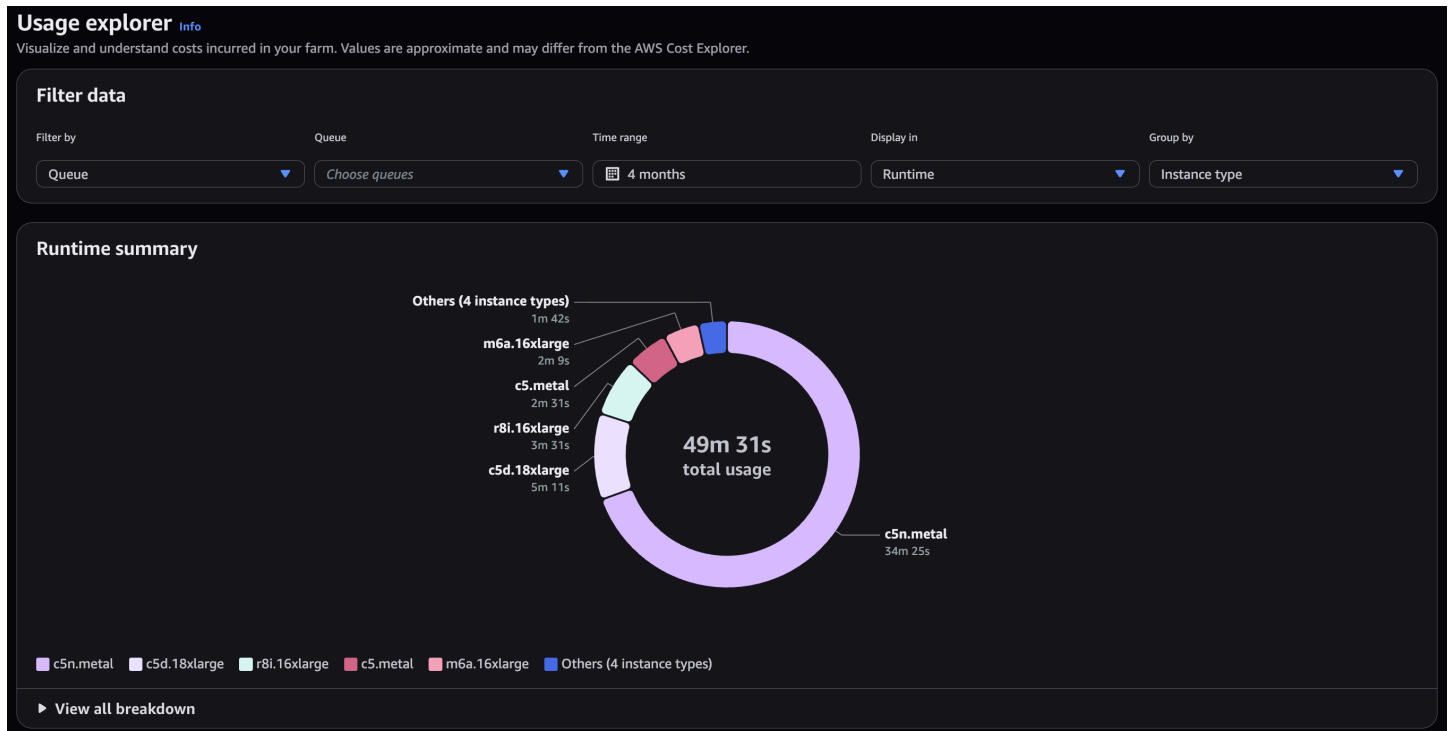 Usage explorer Info
Visualize and understand costs incurred in your farm. Values are approximate and may differ from the AWS Cost Explorer.
Filter data
Filter by
Queue
Queue
Choose queues
Time range
4 months
Display in
Runtime
Group by
Instance type
Runtime summary
Others (4 instance types)
1m 42s
m6a.16xlarge
2m 9s
c5.metal
2m 31s
r8i.16xlarge
3m 31s
c5d.18xlarge
5m 11s
49m 31s
total usage
c5n.metal
34m 25s
c5n.metal c5d.18xlarge r8i.16xlarge c5.metal m6a.16xlarge Others (4 instance types)
View all breakdown